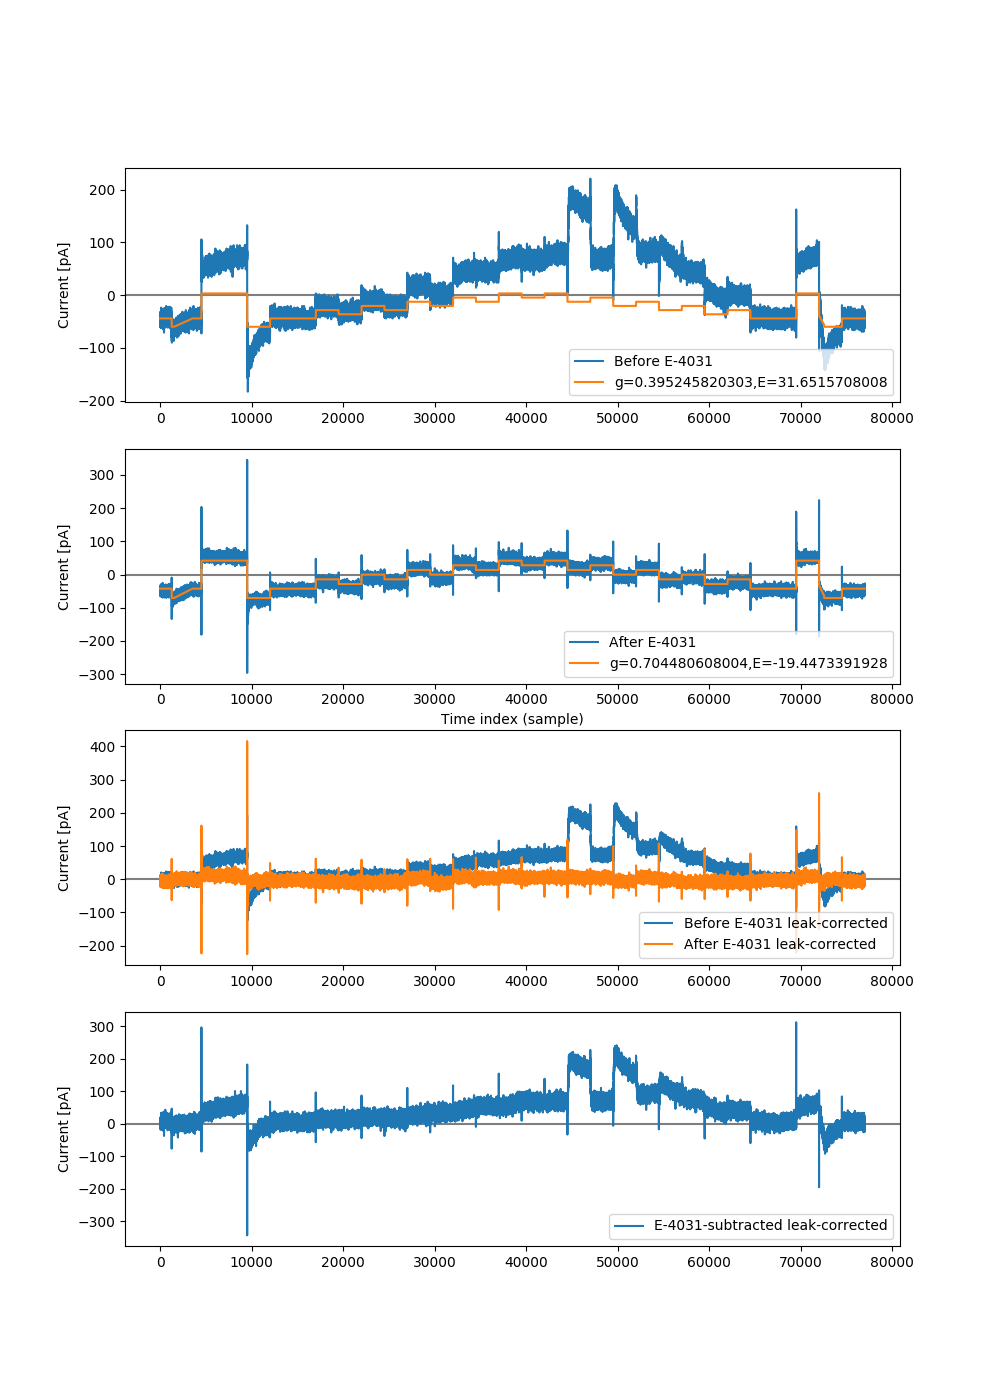 200
100
0
−100
−200
Current [pA]
Before E-4031
g=0.395245820303,E=31.6515708008
0 10000 20000 30000 40000 50000 60000 70000 80000
300
200
100
0
−100
−200
−300
Current [pA]
After E-4031
g=0.704480608004,E=-19.4473391928
0 10000 20000 30000 40000 50000 60000 70000 80000
Time index (sample)
400
300
200
100
0
−100
−200
Current [pA]
Before E-4031 leak-corrected
After E-4031 leak-corrected
0 10000 20000 30000 40000 50000 60000 70000 80000
300
200
100
0
−100
−200
−300
Current [pA]
E-4031-subtracted leak-corrected
0 10000 20000 30000 40000 50000 60000 70000 80000